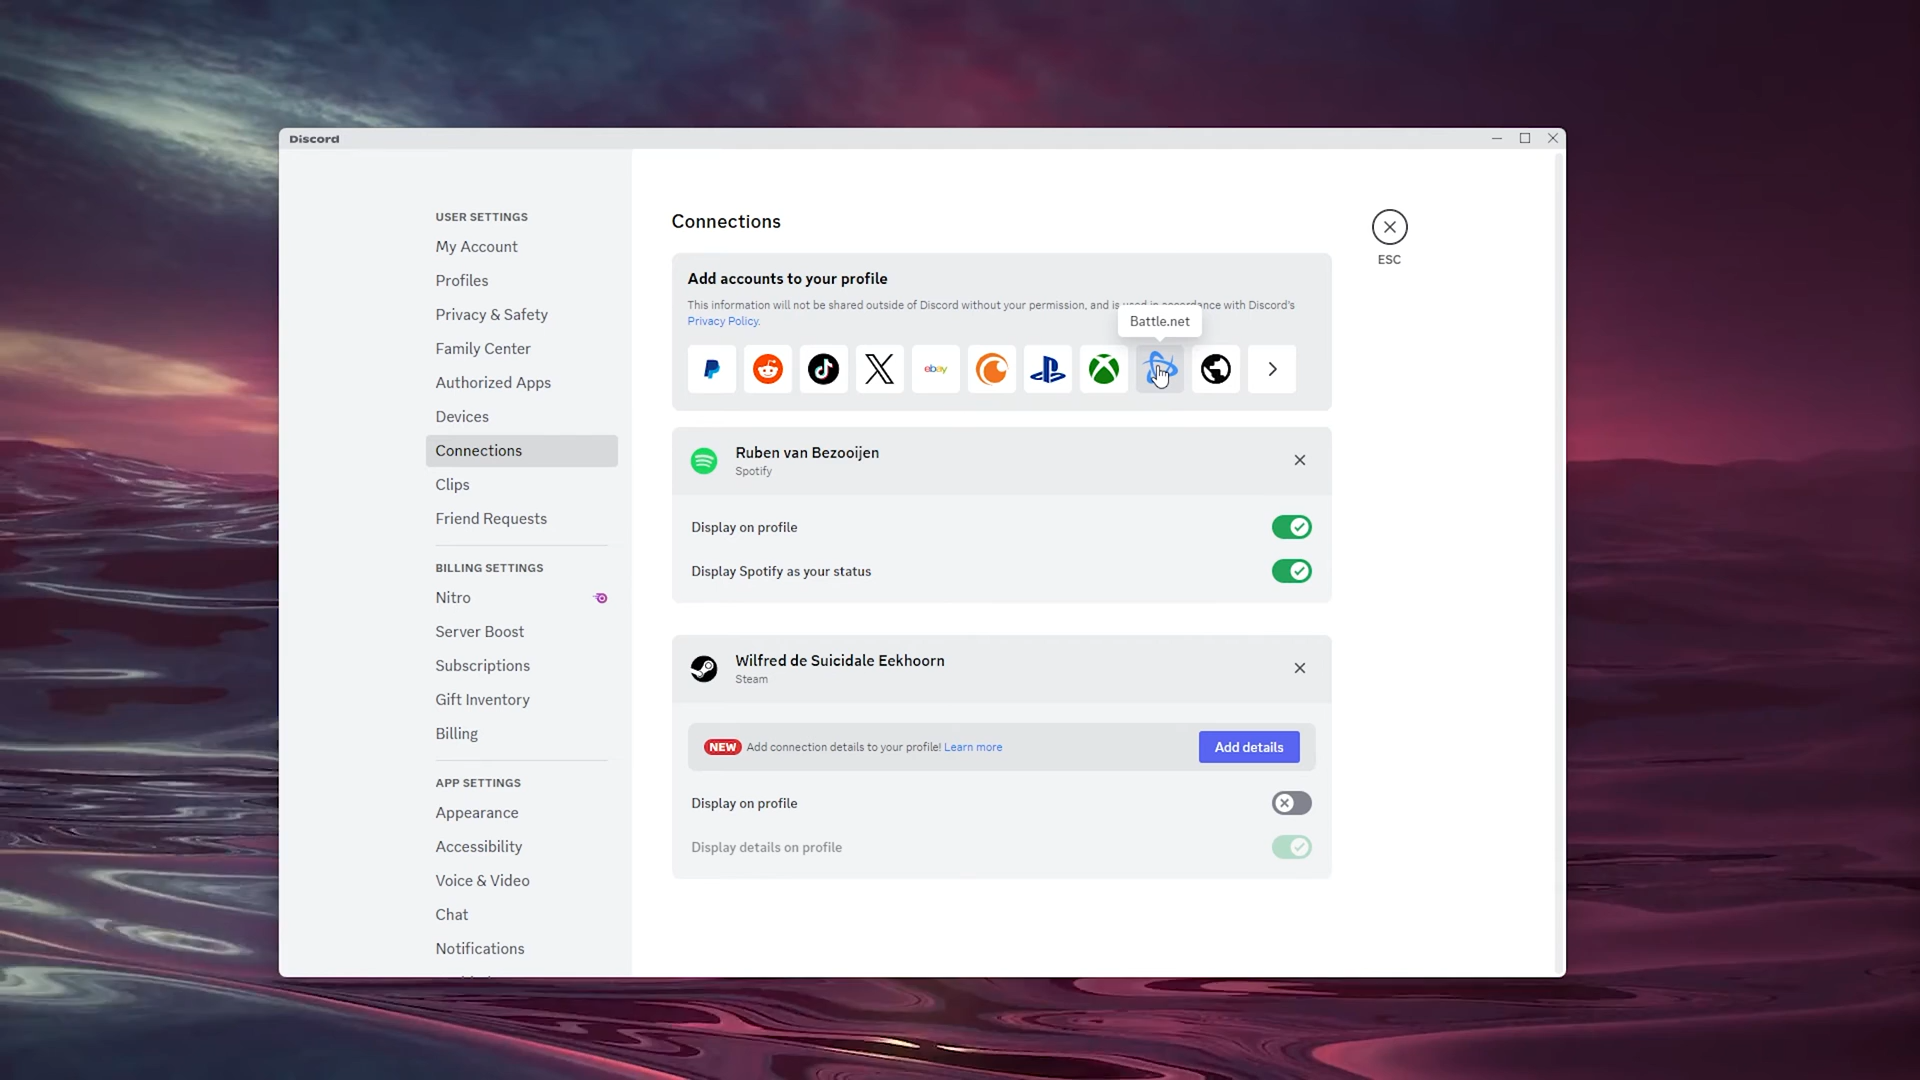 Discord
USER SETTINGS
My Account
Profiles
Privacy & Safety
Family Center
Authorized Apps
Devices
Connections
Clips
Friend Requests
BILLING SETTINGS
Nitro
Server Boost
Subscriptions
Gift Inventory
Billing
APP SETTINGS
Appearance
Accessibility
Voice & Video
Chat
Notifications
Connections
ESC
Add accounts to your profile
This information will not be shared outside of Discord without your permission, and is used in accordance with Discord's
Privacy Policy.
Battle.net
ebay
Ruben van Bezooijen
Spotify
Display on profile
Display Spotify as your status
Wilfred de Suicidale Eekhoorn
Steam
NEW Add connection details to your profile! Learn more
Add details
Display on profile
Display details on profile